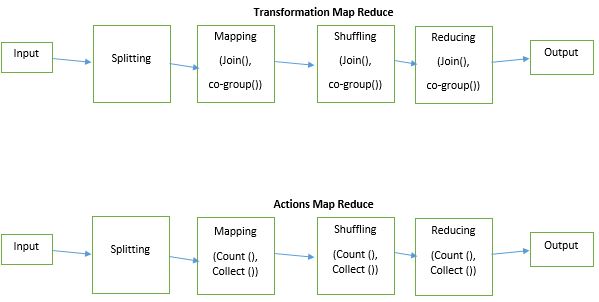 Transformation Map Reduce
Input
Splitting
Mapping
(Join(),
co-group())
Shuffling
(Join(),
co-group())
Reducing
(Join(),
co-group())
Output
Actions Map Reduce
Input
Splitting
Mapping
(Count (),
Collect ())
Shuffling
(Count (),
Collect ())
Reducing
(Count (),
Collect ())
Output